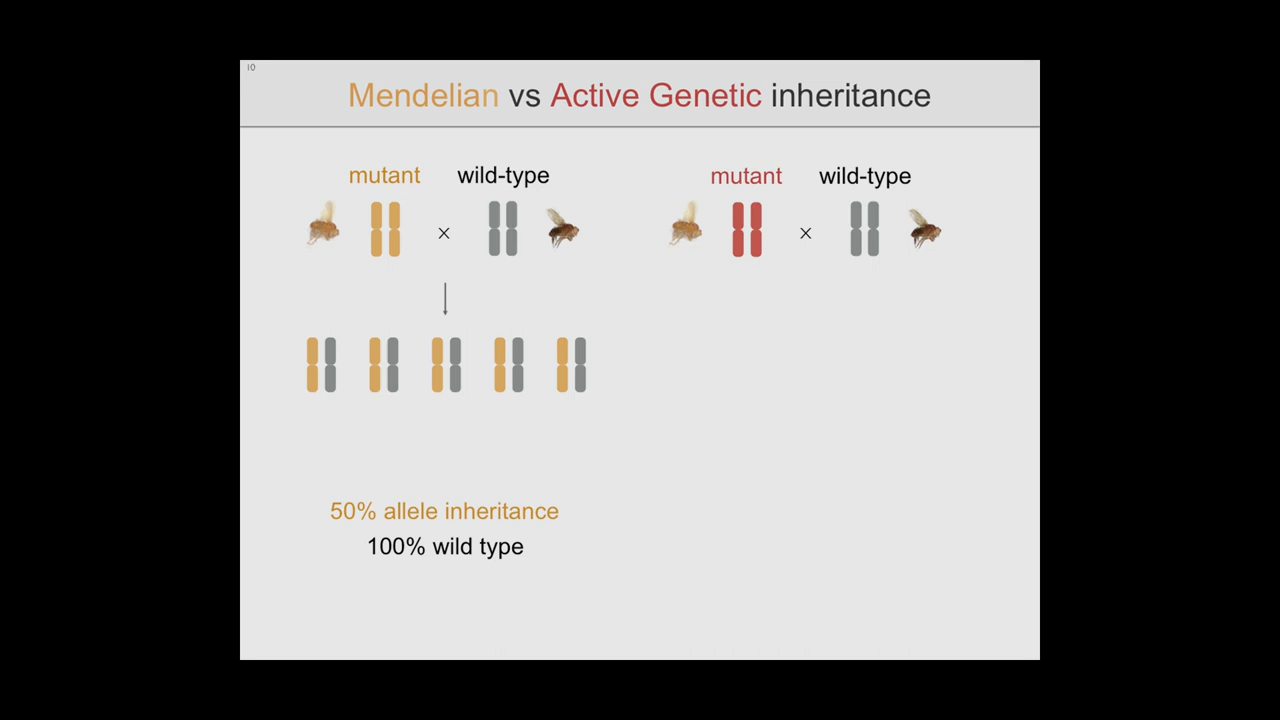 10
Mendelian vs Active Genetic inheritance
mutant wild-type
×
50% allele inheritance
100% wild type
mutant wild-type
×